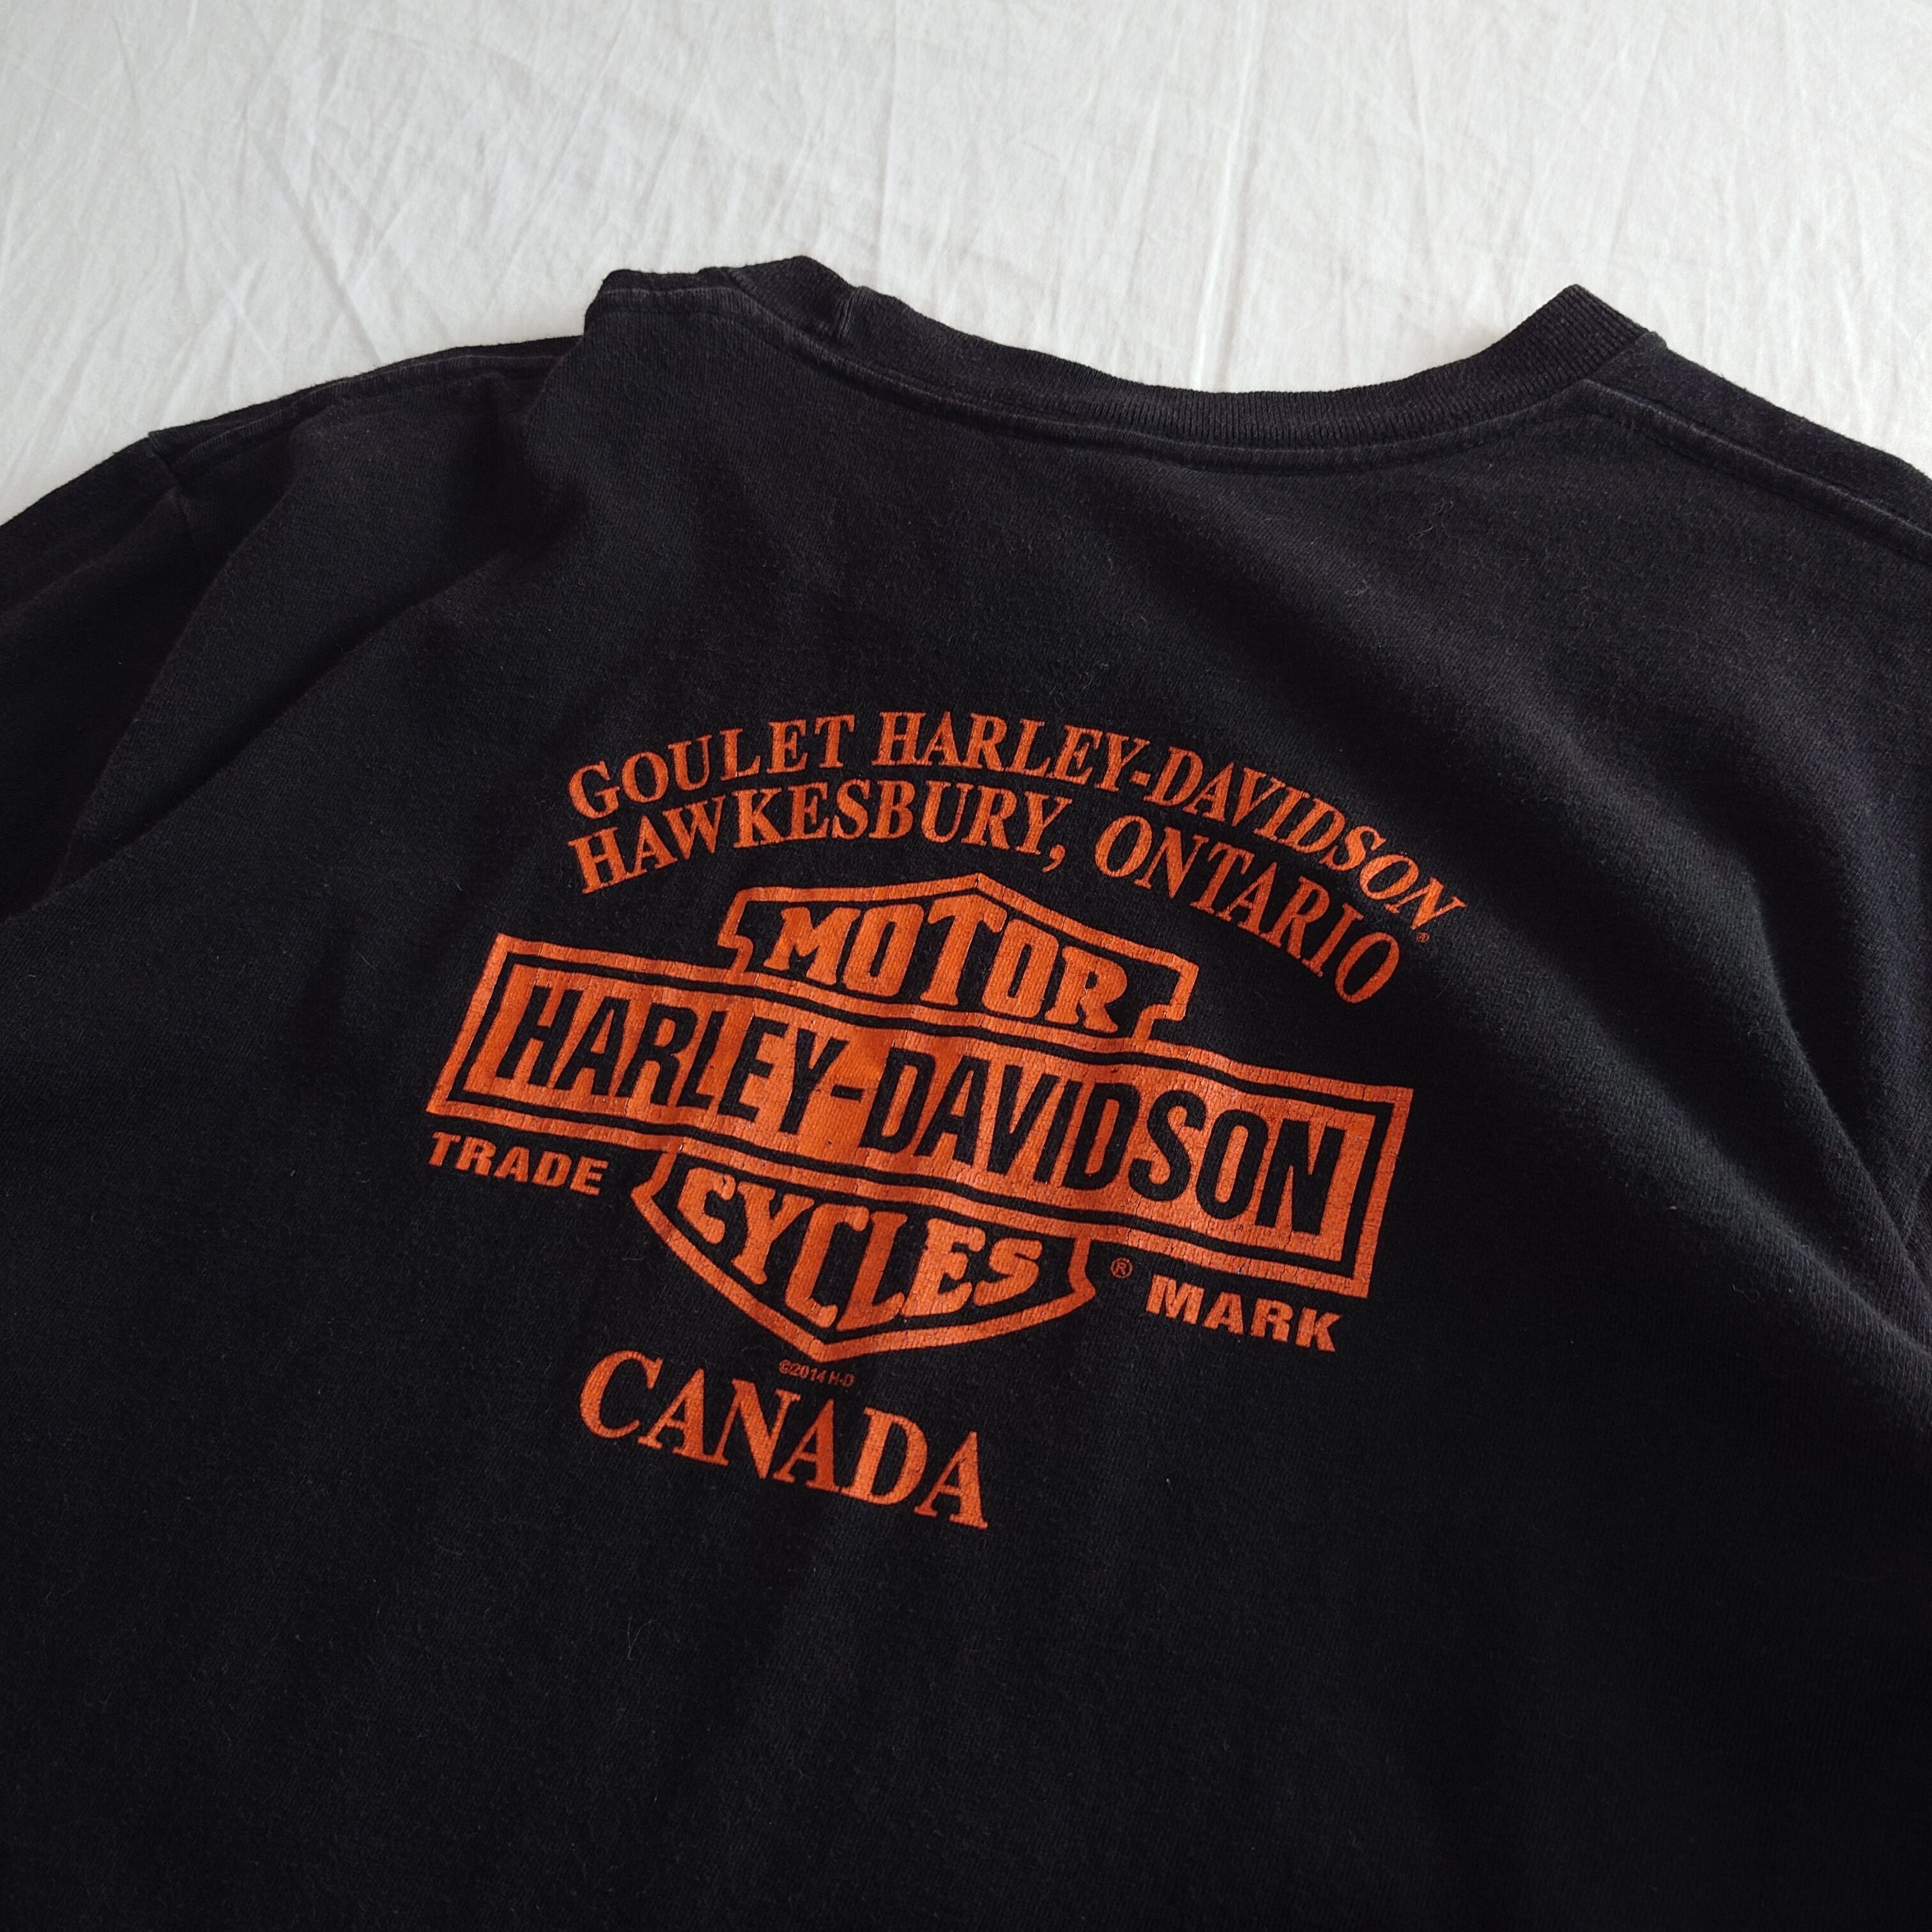 GOULET HARLEY-DAVIDSON®
HAWKESBURY, ONTARIO
MOTOR
HARLEY-DAVIDSON
CYCLES
TRADE ® MARK
©2014 H-D
CANADA